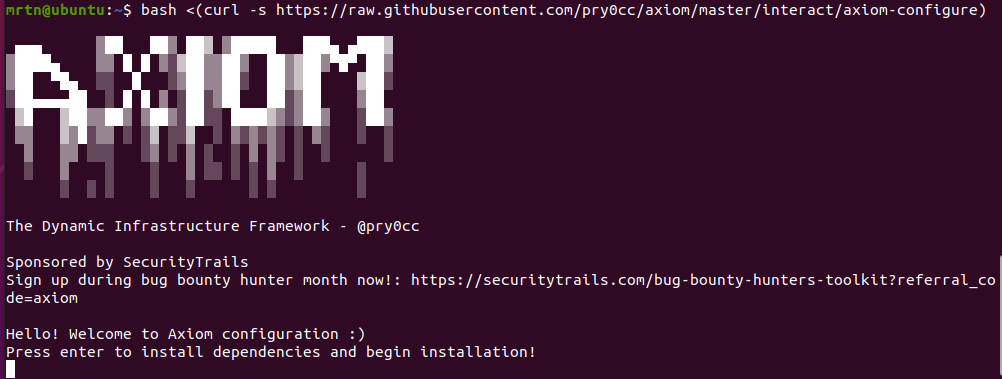 mrtn@ubuntu:~$ bash <(curl -s https://raw.githubusercontent.com/pry0cc/axiom/master/interact/axiom-configure)
AXIOM
The Dynamic Infrastructure Framework - @pry0cc
Sponsored by SecurityTrails
Sign up during bug bounty hunter month now!: https://securitytrails.com/bug-bounty-hunters-toolkit?referral_co
de=axiom
Hello! Welcome to Axiom configuration :)
Press enter to install dependencies and begin installation!